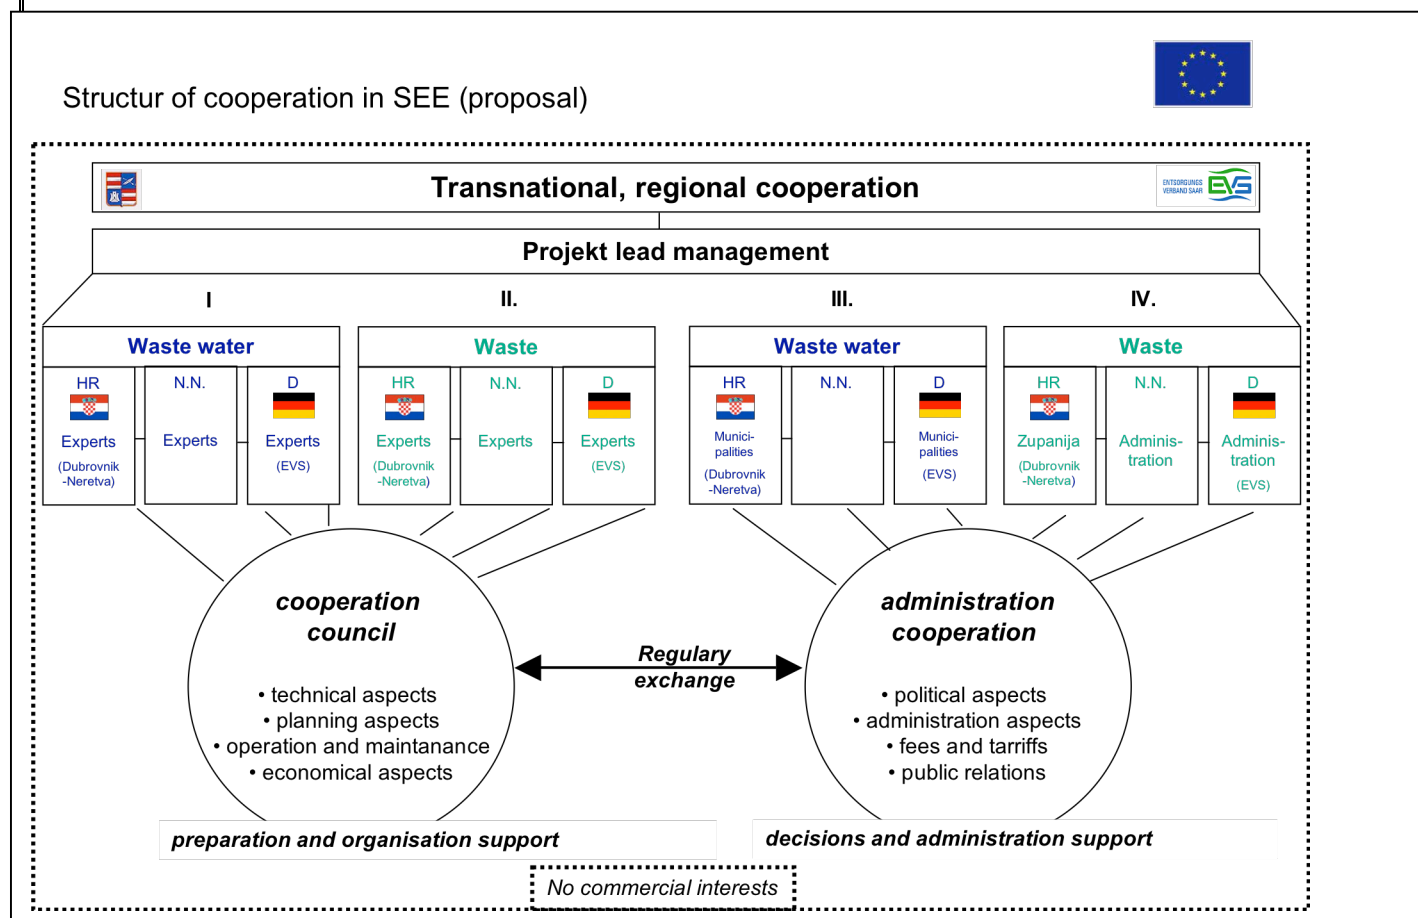 Structur of cooperation in SEE (proposal)
Transnational, regional cooperation
ENTSORGUNGS
VERBAND SAAR
EVS
Projekt lead management
I
II.
III.
IV.
Waste water
Waste
Waste water
Waste
HR
N.N.
D
HR
N.N.
D
HR
N.N.
D
HR
N.N.
D
Experts
(Dubrovnik
-Neretva)
Experts
Experts
(EVS)
Experts
(Dubrovnik
-Neretva)
Experts
Experts
(EVS)
Munici-
palities
(Dubrovnik
-Neretva)
Munici-
palities
(EVS)
Zupanija
(Dubrovnik
-Neretva)
Adminis-
tration
Adminis-
tration
(EVS)
cooperation
council
• technical aspects
• planning aspects
• operation and maintanance
• economical aspects
Regulary
exchange
administration
cooperation
• political aspects
• administration aspects
• fees and tarriffs
• public relations
preparation and organisation support
decisions and administration support
No commercial interests